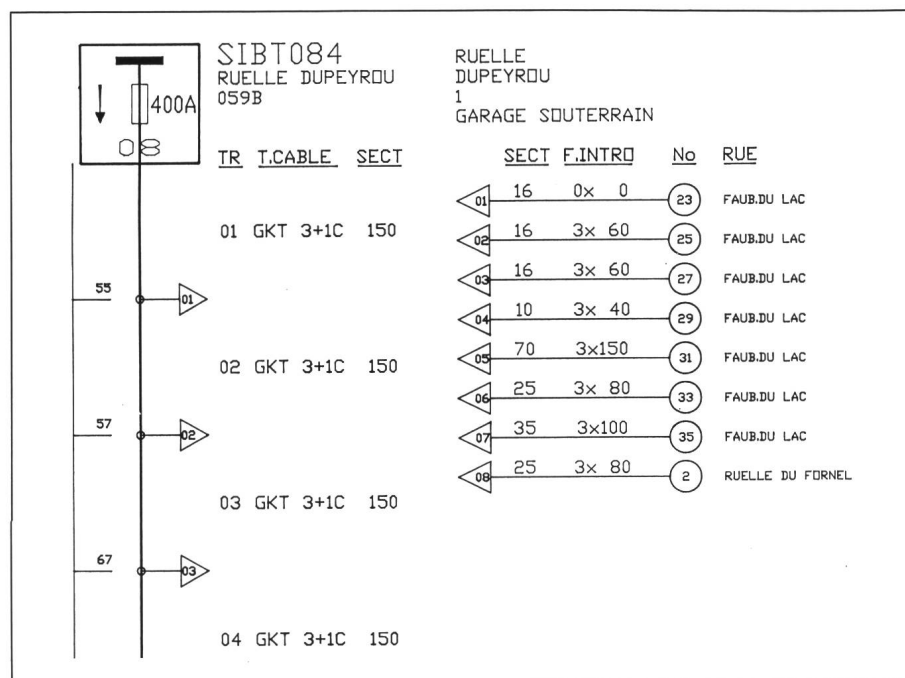 SIBT084
RUELLE DUPEYROU
059B
400A
08
RUELLE
DUPEYROU
1
GARAGE SOUTERRAIN
TR T.CABLE SECT
01 GKT 3+1C 150
55
01
02 GKT 3+1C 150
57
02
03 GKT 3+1C 150
67
03
04 GKT 3+1C 150
SECT F.INTRO No RUE
01 16 0x 0 23 FAUB.DU LAC
02 16 3x 60 25 FAUB.DU LAC
03 16 3x 60 27 FAUB.DU LAC
04 10 3x 40 29 FAUB.DU LAC
05 70 3x150 31 FAUB.DU LAC
06 25 3x 80 33 FAUB.DU LAC
07 35 3x100 35 FAUB.DU LAC
08 25 3x 80 2 RUELLE DU FORNEL